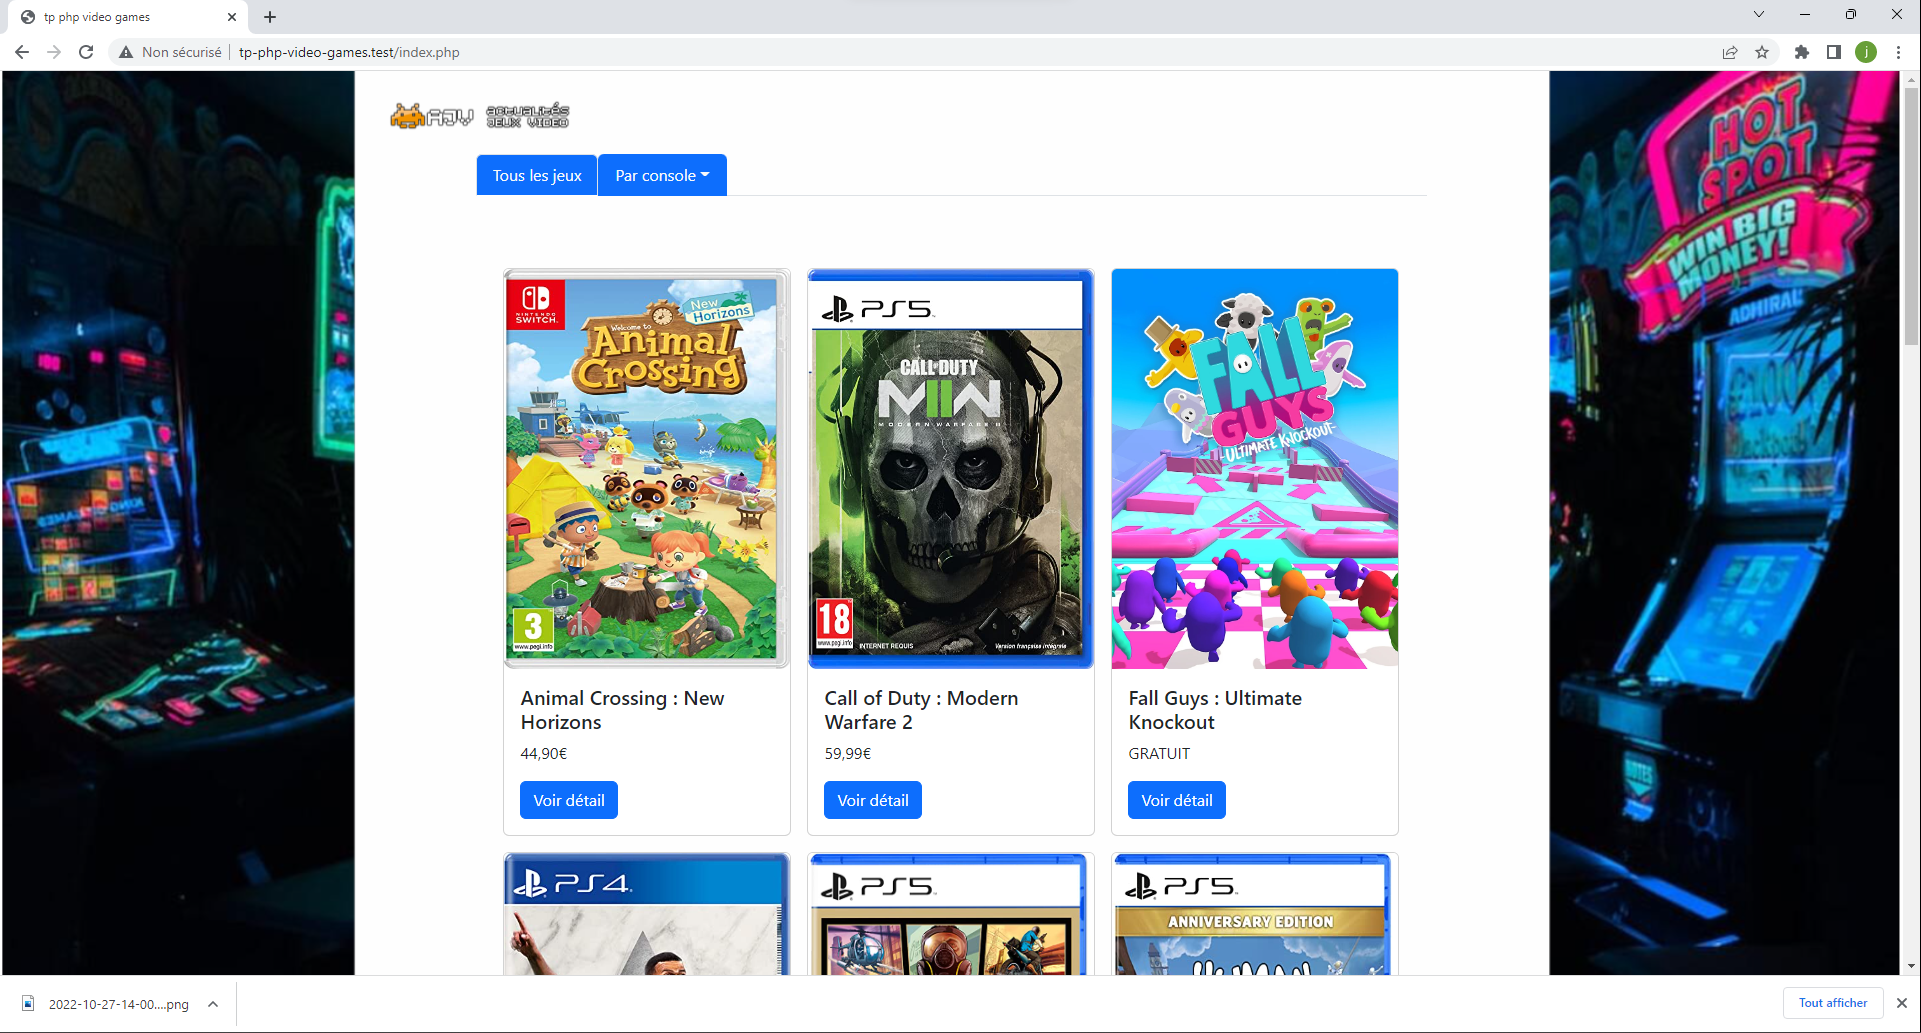 tp php video games
Non sécurisé
tp-php-video-games.test/index.php
j
AJV
ACTUALITÉS
JEUX VIDEO
Tous les jeux
Par console
HOT
SPOT
WIN BIG
MONEY!
ADMIRAL
NINTENDO
SWITCH
New
Horizons
Welcome to
Animal
Crossing
3
www.pegi.info
PS5
CALL OF DUTY
MWII
MODERN WARFARE II
18
www.pegi.info
INTERNET REQUIS
Version française intégrale
FALL
GUYS
-ULTIMATE KNOCKOUT-
Animal Crossing : New
Horizons
44,90€
Voir détail
Call of Duty : Modern
Warfare 2
59,99€
Voir détail
Fall Guys : Ultimate
Knockout
GRATUIT
Voir détail
PS4
PS5
PS5
ANNIVERSARY EDITION
HUMAN
2022-10-27-14-00....png
Tout afficher